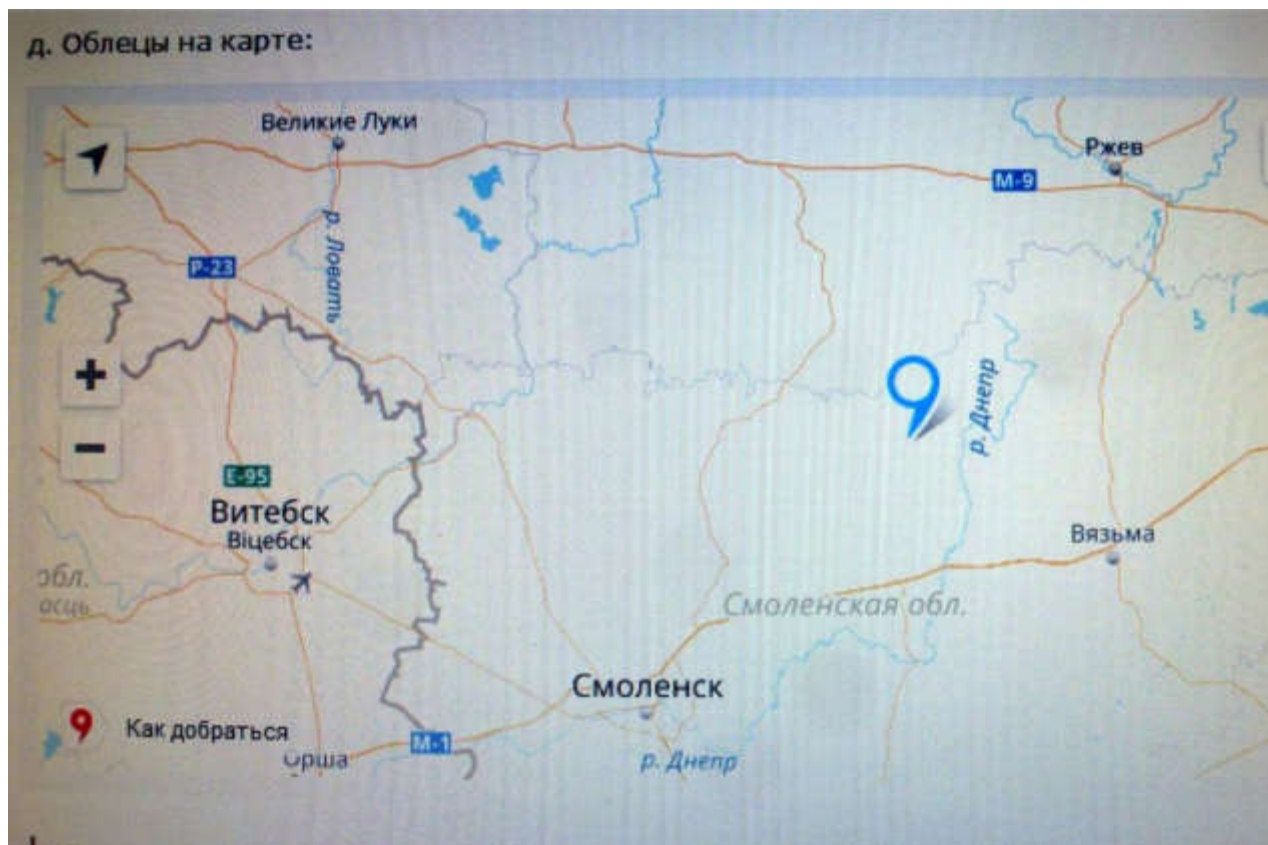 д. Облецы на карте:
Великие Луки
Ржев
М-9
р. Ловать
Р-23
р. Днепр
Е-95
Витебск
Віцебск
Вязьма
обл.
Смоленская обл.
Смоленск
Как добраться
М-1
Орша
р. Днепр